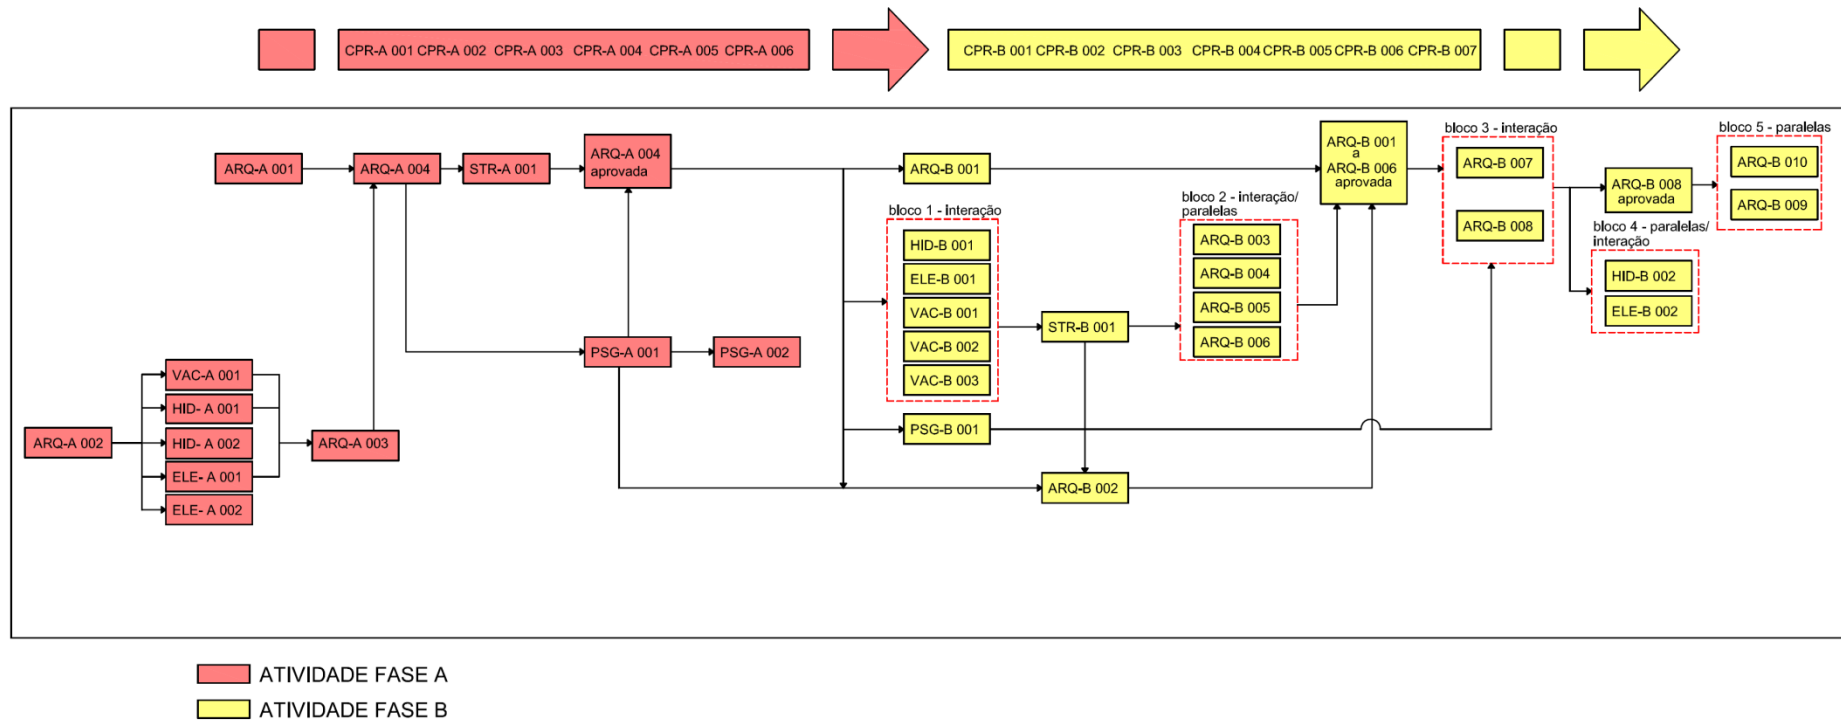 CPR-A 001 CPR-A 002 CPR-A 003 CPR-A 004 CPR-A 005 CPR-A 006
CPR-B 001 CPR-B 002 CPR-B 003 CPR-B 004 CPR-B 005 CPR-B 006 CPR-B 007
ARQ-A 001
ARQ-A 004
STR-A 001
ARQ-A 004
aprovada
PSG-A 001
PSG-A 002
VAC-A 001
HID- A 001
ARQ-A 002
HID- A 002
ARQ-A 003
ELE- A 001
ELE- A 002
ARQ-B 001
bloco 1 - interação
HID-B 001
ELE-B 001
VAC-B 001
VAC-B 002
VAC-B 003
PSG-B 001
STR-B 001
ARQ-B 002
bloco 2 - interação/
paralelas
ARQ-B 003
ARQ-B 004
ARQ-B 005
ARQ-B 006
ARQ-B 001
a
ARQ-B 006
aprovada
bloco 3 - interação
ARQ-B 007
ARQ-B 008
ARQ-B 008
aprovada
bloco 4 - paralelas/
interação
HID-B 002
ELE-B 002
bloco 5 - paralelas
ARQ-B 010
ARQ-B 009
ATIVIDADE FASE A
ATIVIDADE FASE B